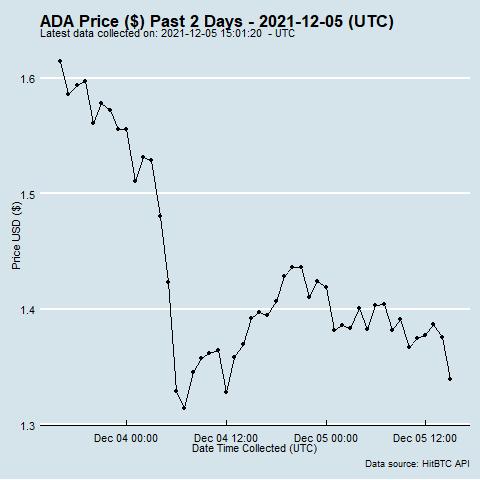 ADA Price ($) Past 2 Days - 2021-12-05 (UTC)
Latest data collected on: 2021-12-05 15:01:20  - UTC
1.6
1.5
1.4
1.3
Price USD ($)
Dec 04 00:00
Dec 04 12:00
Dec 05 00:00
Dec 05 12:00
Date Time Collected (UTC)
Data source: HitBTC API